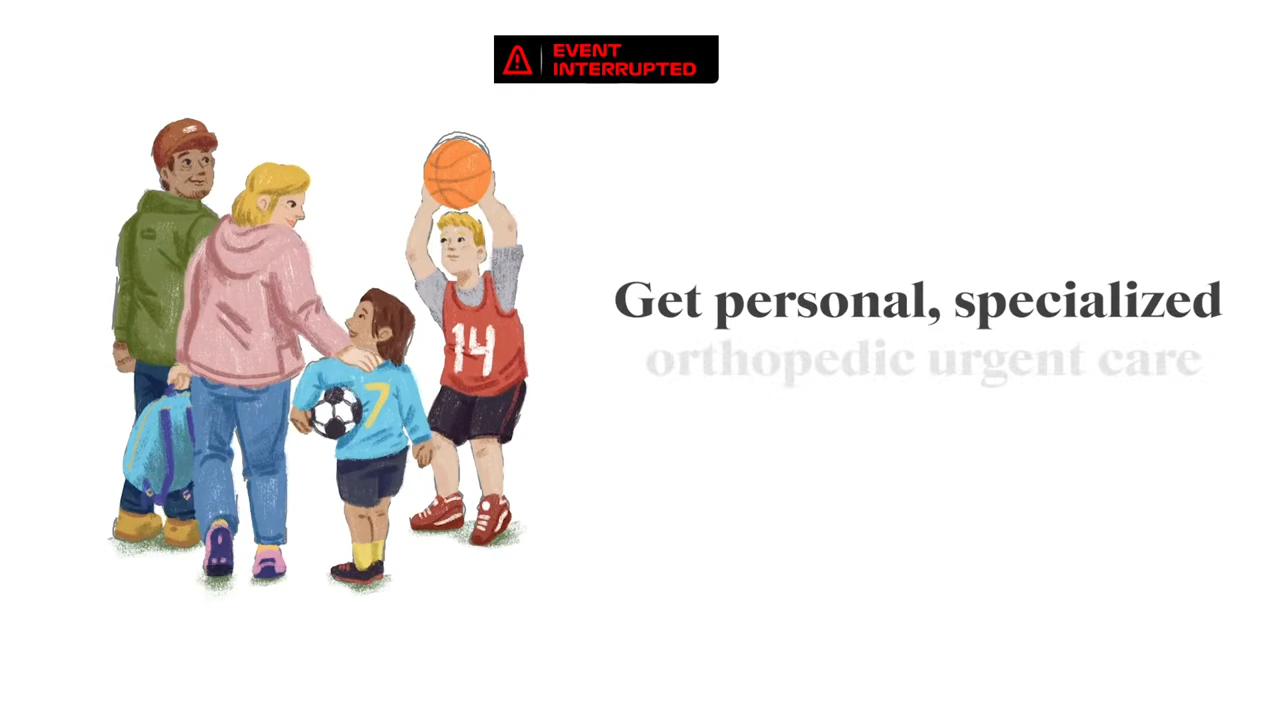 EVENT
INTERRUPTED
Get personal, specialized
orthopedic urgent care
14
7